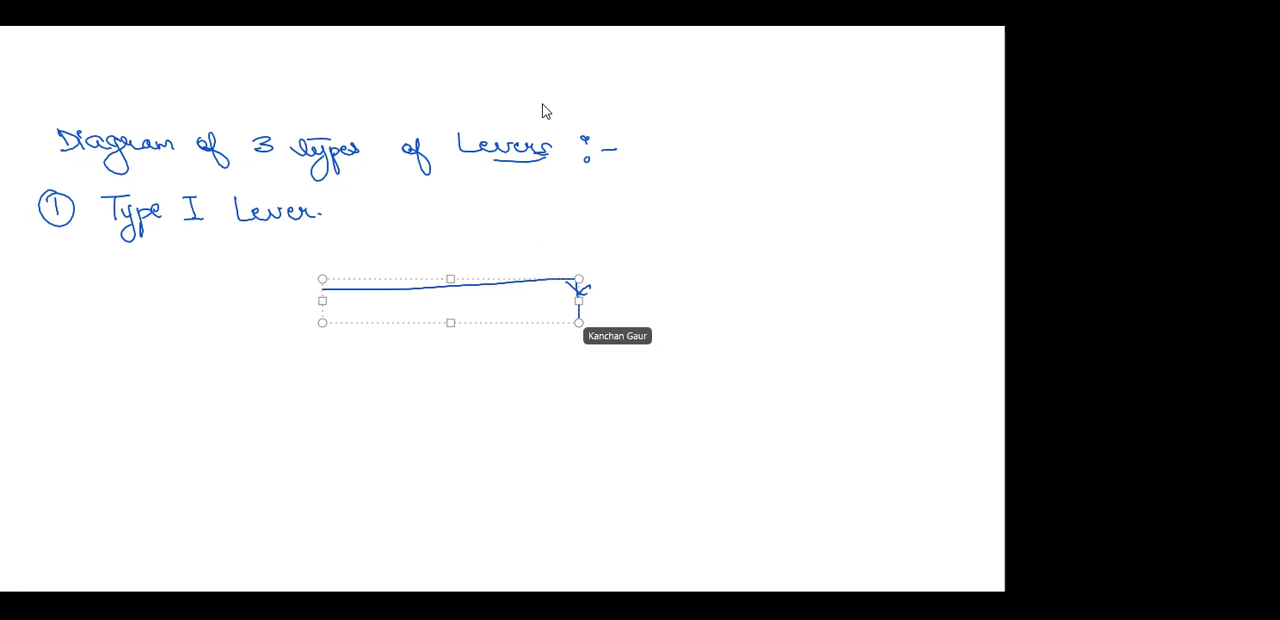 Diagram of 3 types of Levers :-
① Type I Lever.
Kanchan Gaur